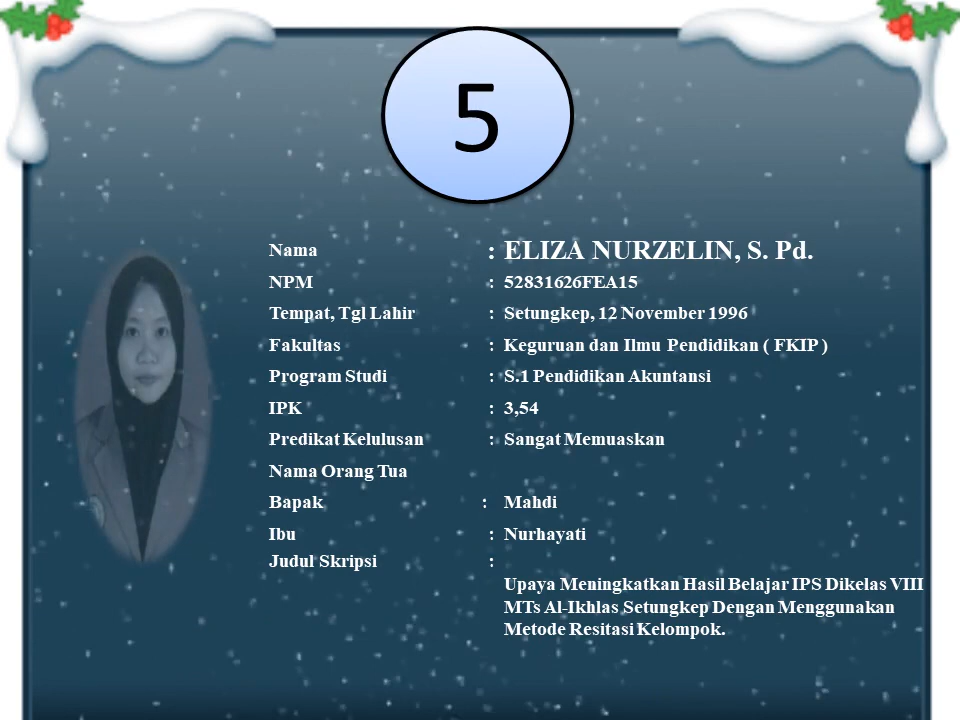 5
Nama : ELIZA NURZELIN, S. Pd.
NPM : 52831626FEA15
Tempat, Tgl Lahir : Setungkep, 12 November 1996
Fakultas : Keguruan dan Ilmu Pendidikan ( FKIP )
Program Studi : S.1 Pendidikan Akuntansi
IPK : 3,54
Predikat Kelulusan : Sangat Memuaskan
Nama Orang Tua
Bapak : Mahdi
Ibu : Nurhayati
Judul Skripsi :
Upaya Meningkatkan Hasil Belajar IPS Dikelas VIII
MTs Al-Ikhlas Setungkep Dengan Menggunakan
Metode Resitasi Kelompok.